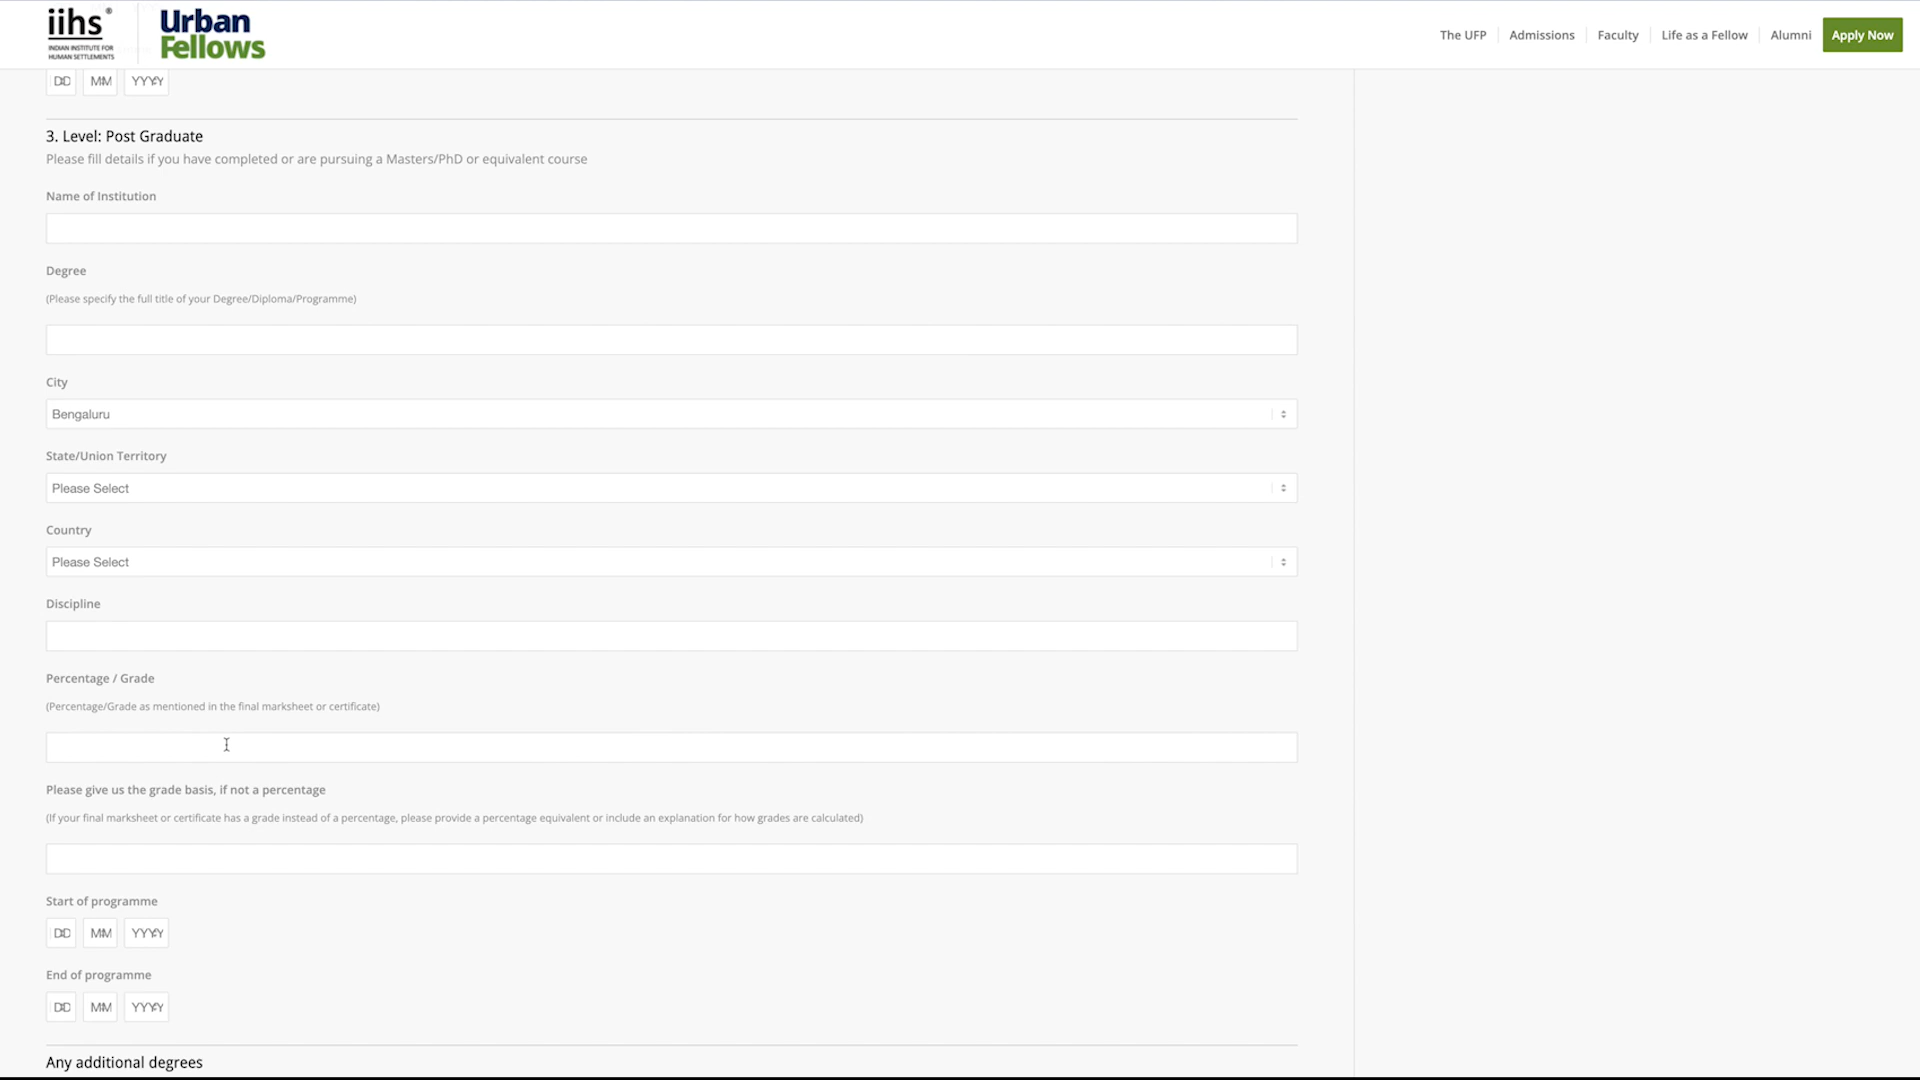 iihs®
INDIAN INSTITUTE FOR
HUMAN SETTLEMENTS
Urban
Fellows
The UFP
Admissions
Faculty
Life as a Fellow
Alumni
Apply Now
DD MM YYYY
3. Level: Post Graduate
Please fill details if you have completed or are pursuing a Masters/PhD or equivalent course
Name of Institution
Degree
(Please specify the full title of your Degree/Diploma/Programme)
City
Bengaluru
State/Union Territory
Please Select
Country
Please Select
Discipline
Percentage / Grade
(Percentage/Grade as mentioned in the final marksheet or certificate)
Please give us the grade basis, if not a percentage
(If your final marksheet or certificate has a grade instead of a percentage, please provide a percentage equivalent or include an explanation for how grades are calculated)
Start of programme
DD MM YYYY
End of programme
DD MM YYYY
Any additional degrees